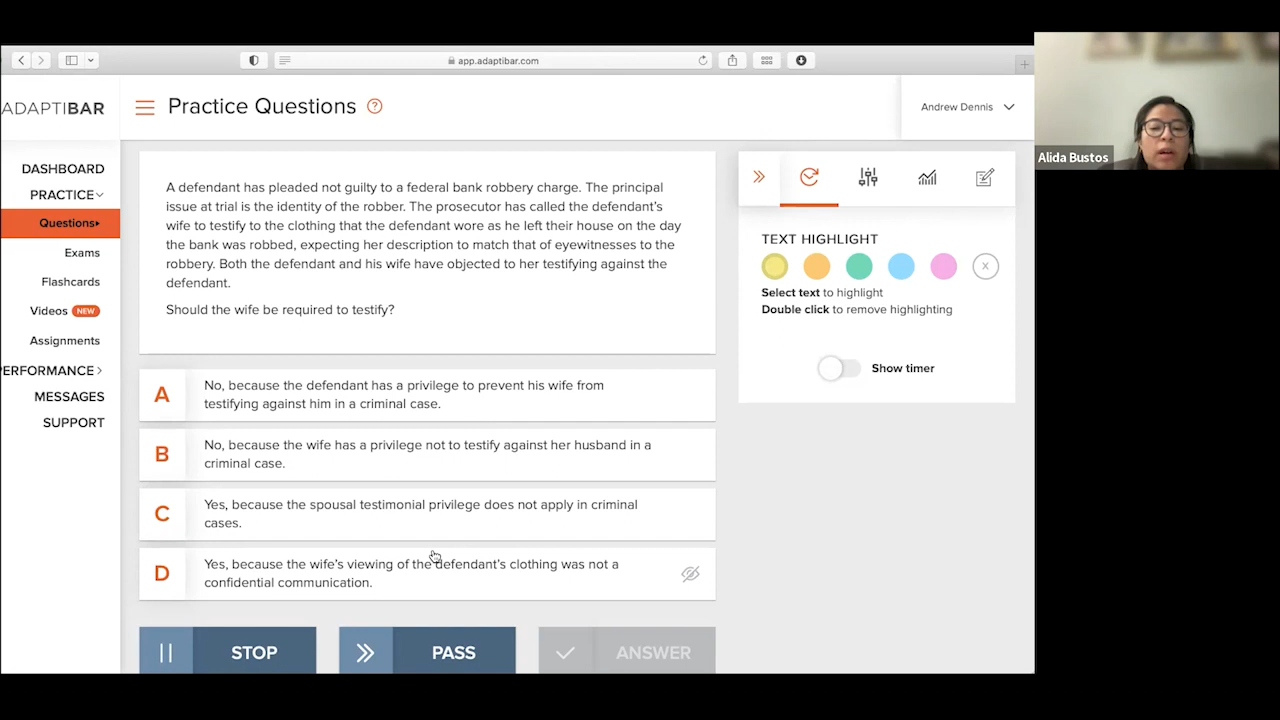 app.adaptibar.com
ADAPTIBAR
Practice Questions
Andrew Dennis
Alida Bustos
DASHBOARD
PRACTICE
Questions
Exams
Flashcards
Videos NEW
Assignments
PERFORMANCE
MESSAGES
SUPPORT
A defendant has pleaded not guilty to a federal bank robbery charge. The principal
issue at trial is the identity of the robber. The prosecutor has called the defendant's
wife to testify to the clothing that the defendant wore as he left their house on the day
the bank was robbed, expecting her description to match that of eyewitnesses to the
robbery. Both the defendant and his wife have objected to her testifying against the
defendant.
Should the wife be required to testify?
A
No, because the defendant has a privilege to prevent his wife from
testifying against him in a criminal case.
B
No, because the wife has a privilege not to testify against her husband in a
criminal case.
C
Yes, because the spousal testimonial privilege does not apply in criminal
cases.
D
Yes, because the wife's viewing of the defendant's clothing was not a
confidential communication.
STOP
PASS
ANSWER
TEXT HIGHLIGHT
X
Select text to highlight
Double click to remove highlighting
Show timer